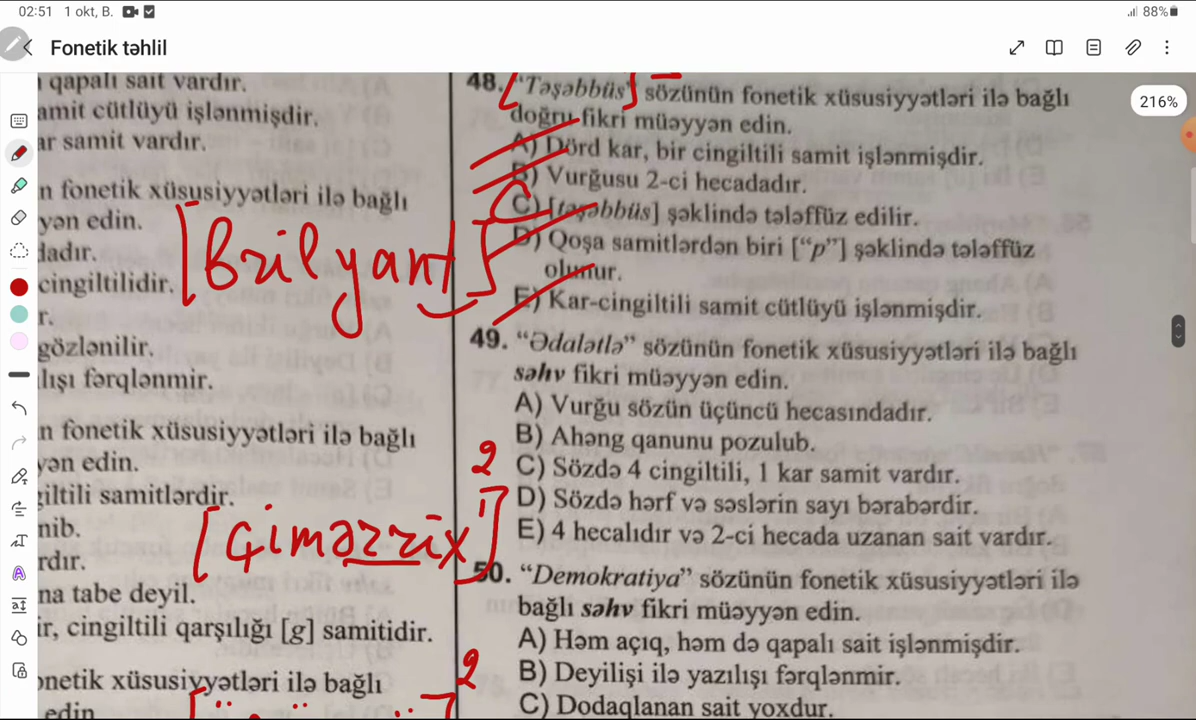 02:51 1 okt, B. 88%
Fonetik təhlil
216%
qapalı sait vardır.
amit cütlüyü işlənmişdir.
ar samit vardır.
n fonetik xüsusiyyətləri ilə bağlı
yən edin.
dadır.
cingiltilidir.
r.
gözlənilir.
lışı fərqlənmir.
n fonetik xüsusiyyətləri ilə bağlı
yən edin.
giltili samitlərdir.
nib.
rdır.
na tabe deyil.
ir, cingiltili qarşılığı [g] samitidir.
onetik xüsusiyyətləri ilə bağlı
edin
[Brilyant]
[Çimərrix] 2
2
48. “Təşəbbüs” sözünün fonetik xüsusiyyətləri ilə bağlı
doğru fikri müəyyən edin.
A) Dörd kar, bir cingiltili samit işlənmişdir.
B) Vurğusu 2-ci hecadadır.
C) [təşəbbüs] şəklində tələffüz edilir.
D) Qoşa samitlərdən biri [“p”] şəklində tələffüz
olunur.
E) Kar-cingiltili samit cütlüyü işlənmişdir.
49. “Ədalətlə” sözünün fonetik xüsusiyyətləri ilə bağlı
səhv fikri müəyyən edin.
A) Vurğu sözün üçüncü hecasındadır.
B) Ahəng qanunu pozulub.
C) Sözdə 4 cingiltili, 1 kar samit vardır.
D) Sözdə hərf və səslərin sayı bərabərdir.
E) 4 hecalıdır və 2-ci hecada uzanan sait vardır.
50. “Demokratiya” sözünün fonetik xüsusiyyətləri ilə
bağlı səhv fikri müəyyən edin.
A) Həm açıq, həm də qapalı sait işlənmişdir.
B) Deyilişi ilə yazılışı fərqlənmir.
C) Dodaqlanan sait yoxdur.